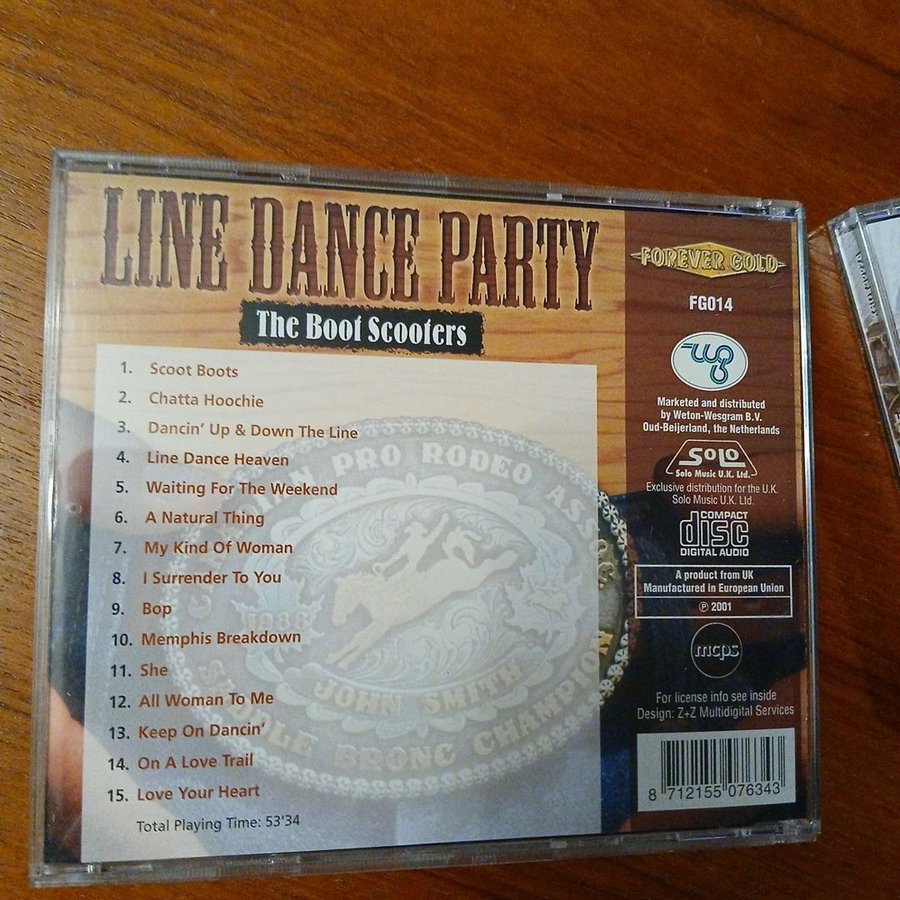 LINE DANCE PARTY
The Boot Scooters
1. Scoot Boots
2. Chatta Hoochie
3. Dancin' Up & Down The Line
4. Line Dance Heaven
5. Waiting For The Weekend
6. A Natural Thing
7. My Kind Of Woman
8. I Surrender To You
9. Bop
10. Memphis Breakdown
11. She
12. All Woman To Me
13. Keep On Dancin'
14. On A Love Trail
15. Love Your Heart
Total Playing Time: 53'34
PRO RODEO ASS
1988
JOHN SMITH
BRONC CHAMPION
FOREVER GOLD
FG014
Marketed and distributed
by Weton-Wesgram B.V.
Oud-Beijerland, the Netherlands
SOLO
Solo Music U.K. Ltd.
Exclusive distribution for the U.K.
Solo Music U.K. Ltd.
COMPACT
disc
DIGITAL AUDIO
A product from UK
Manufactured in European Union
℗ 2001
mcps
For license info see inside
Design: Z+Z Multidigital Services
8 712155 076343